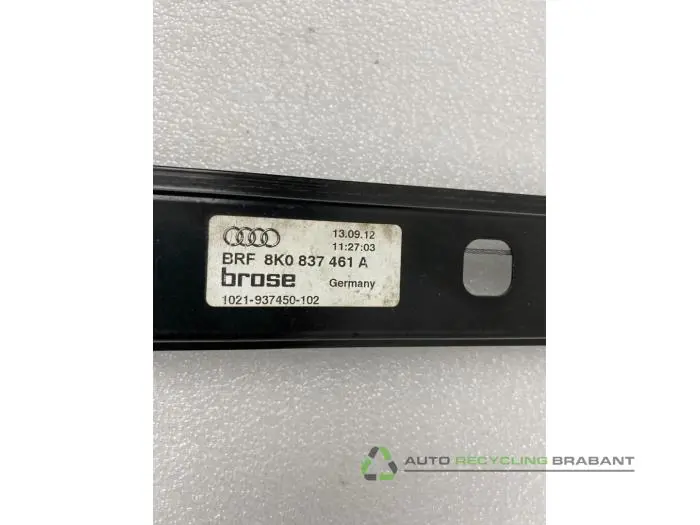 13.09.12
11:27:03
BRF 8K0 837 461 A
brose Germany
1021-937450-102
AUTO RECYCLING BRABANT